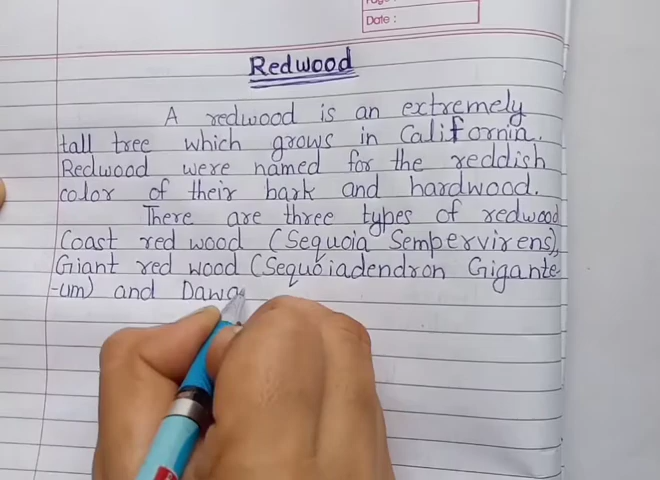 Date :
Redwood
A redwood is an extremely
tall tree which grows in California.
Redwood were named for the reddish
color of their bark and hardwood.
There are three types of redwood
Coast red wood (Sequoia Sempervirens),
Giant red wood (Sequoiadendron Gigante
-um) and Dawa